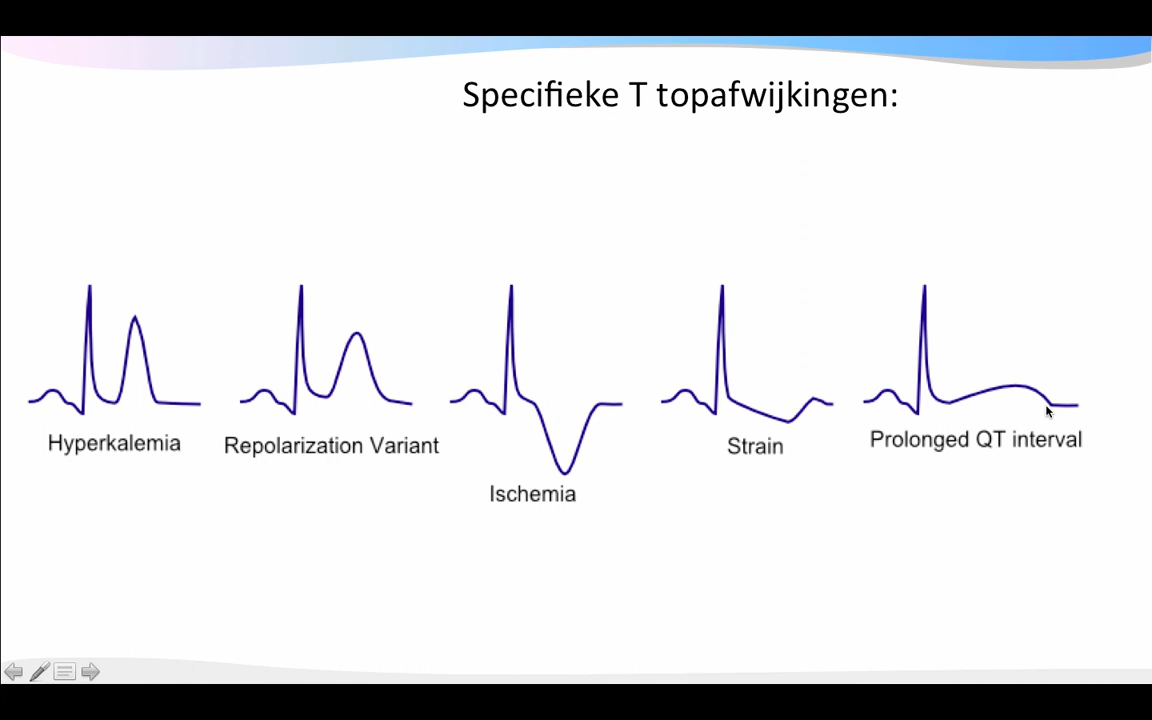 Specifieke T topafwijkingen:
Hyperkalemia
Repolarization Variant
Ischemia
Strain
Prolonged QT interval